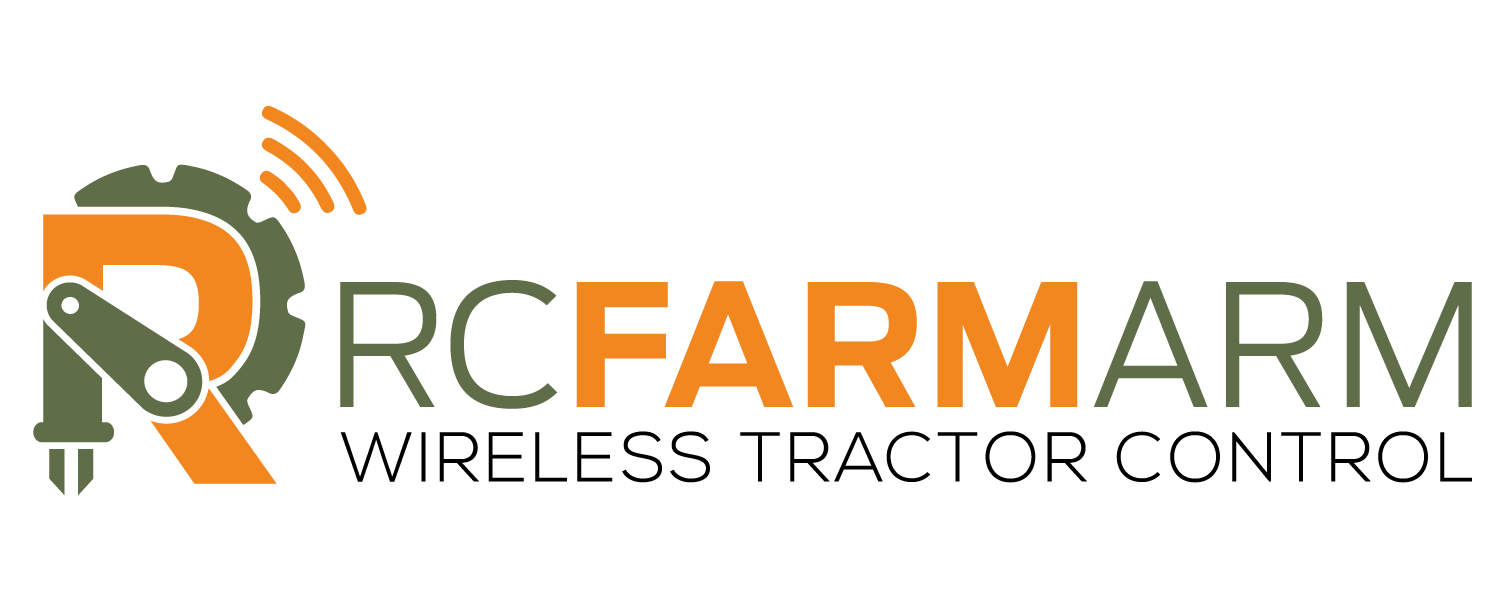 RCFARMARM
WIRELESS TRACTOR CONTROL